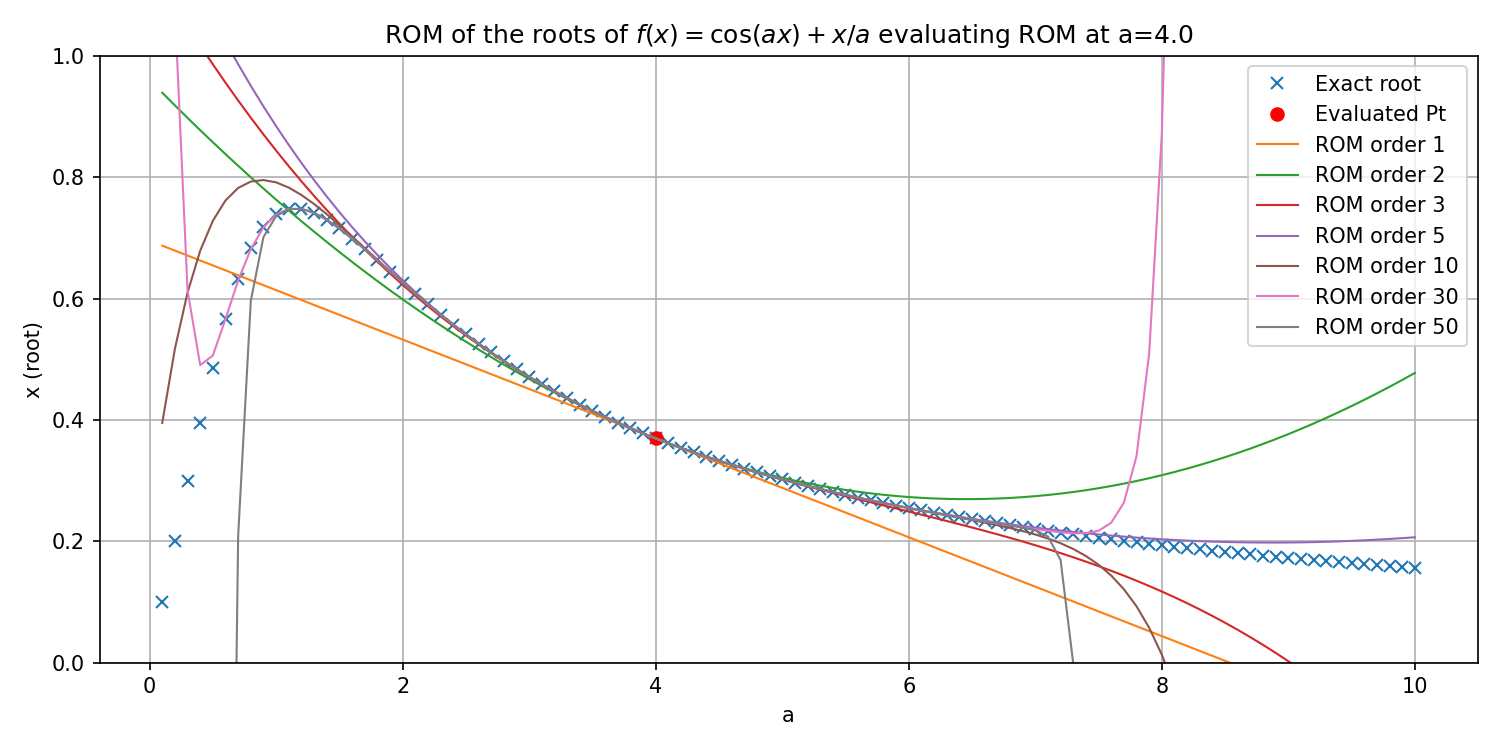 ROM of the roots of f(x) = cos(ax) + x/a evaluating ROM at a=4.0
1.0
0.8
0.6
0.4
0.2
0.0
x (root)
0 2 4 6 8 10
a
Exact root
Evaluated Pt
ROM order 1
ROM order 2
ROM order 3
ROM order 5
ROM order 10
ROM order 30
ROM order 50